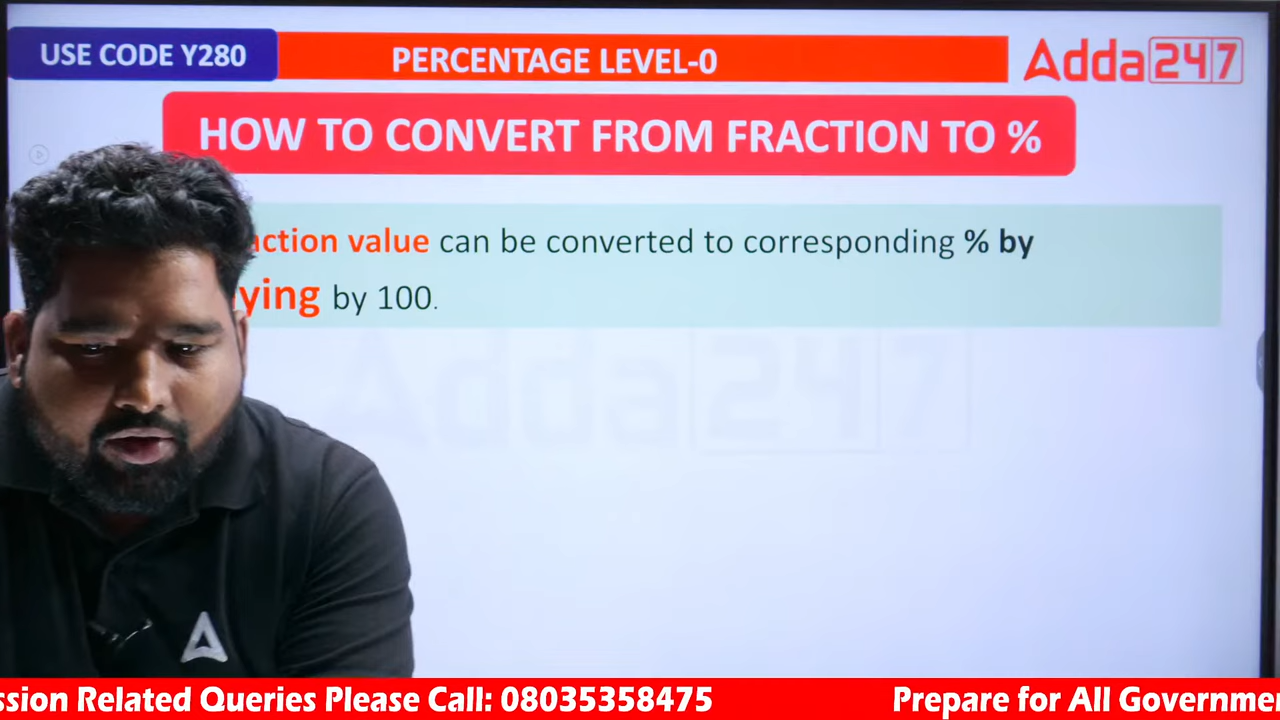 USE CODE Y280
PERCENTAGE LEVEL-0
Adda247
HOW TO CONVERT FROM FRACTION TO %
action value can be converted to corresponding % by
ying by 100.
Adda247
ssion Related Queries Please Call: 08035358475
Prepare for All Governme